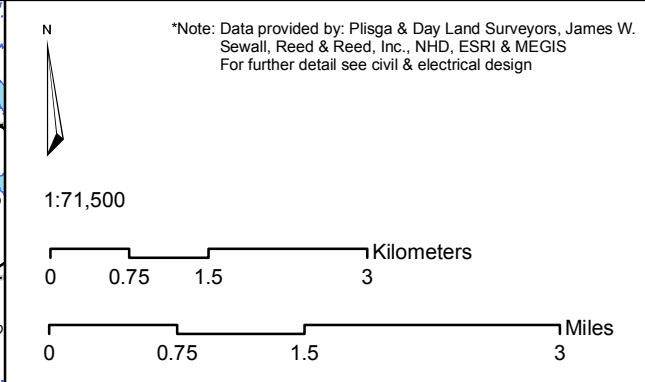 N
*Note: Data provided by: Plisga & Day Land Surveyors, James W.
Sewall, Reed & Reed, Inc., NHD, ESRI & MEGIS
For further detail see civil & electrical design
1:71,500
Kilometers
0 0.75 1.5 3
Miles
0 0.75 1.5 3